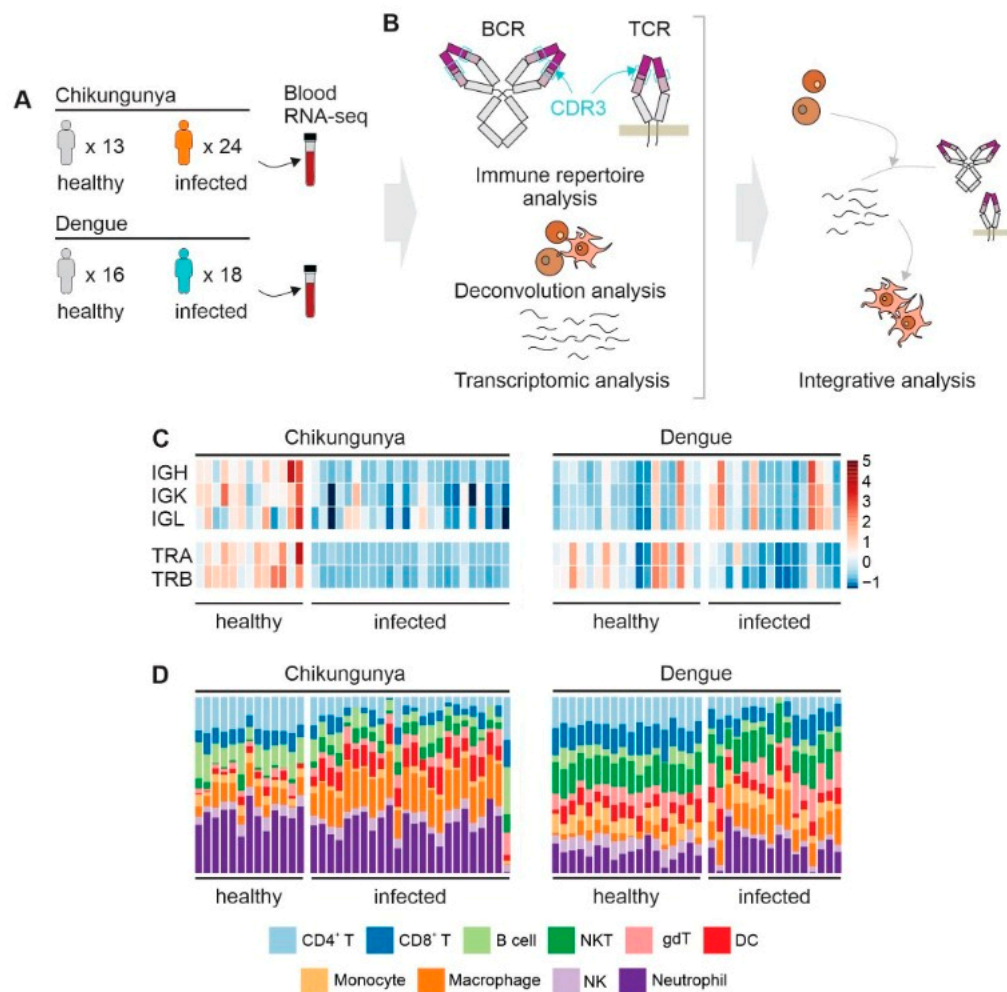 A
Chikungunya
x 13
x 24
healthy
infected
Blood
RNA-seq
Dengue
x 16
x 18
healthy
infected
B
BCR
TCR
CDR3
Immune repertoire
analysis
Deconvolution analysis
Transcriptomic analysis
Integrative analysis
C
Chikungunya
Dengue
IGH
IGK
IGL
TRA
TRB
5
4
3
2
1
0
−1
healthy
infected
healthy
infected
D
Chikungunya
Dengue
healthy
infected
healthy
infected
CD4⁺ T
CD8⁺ T
B cell
NKT
gdT
DC
Monocyte
Macrophage
NK
Neutrophil